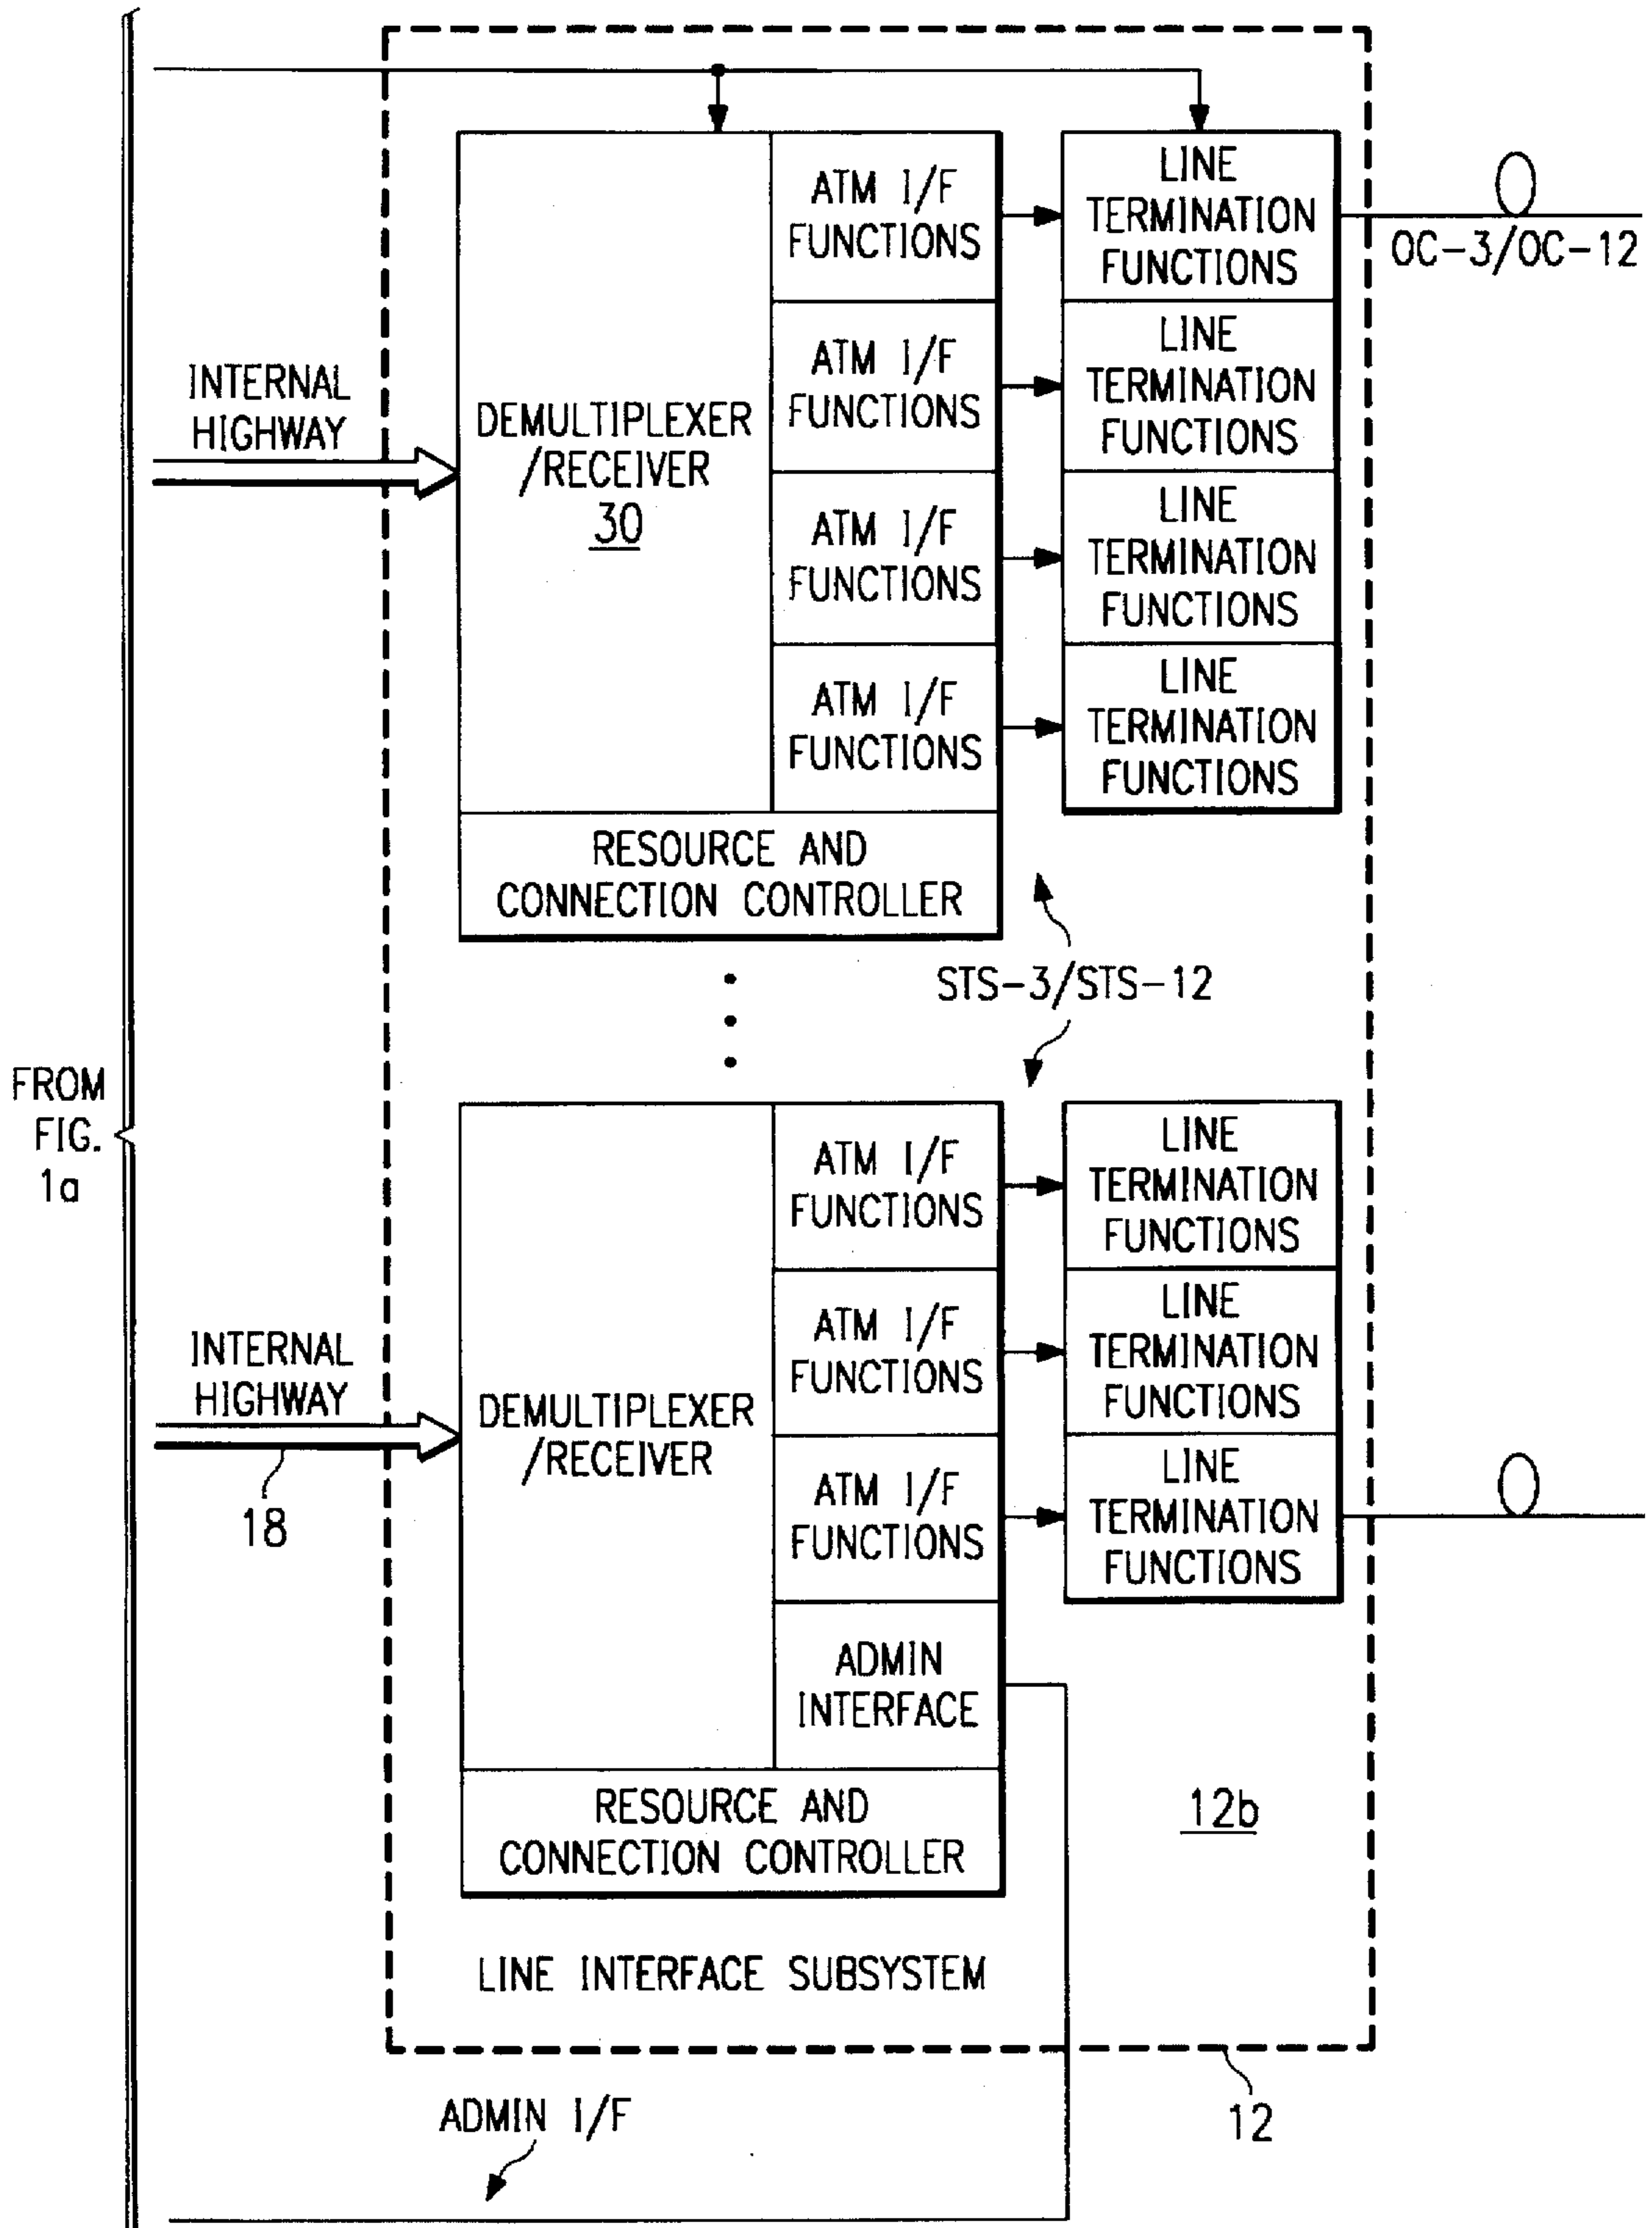 ATM I/F
FUNCTIONS
LINE
TERMINATION
FUNCTIONS
OC-3/OC-12
INTERNAL
HIGHWAY
DEMULTIPLEXER
/RECEIVER
30
ATM I/F
FUNCTIONS
LINE
TERMINATION
FUNCTIONS
ATM I/F
FUNCTIONS
LINE
TERMINATION
FUNCTIONS
ATM I/F
FUNCTIONS
LINE
TERMINATION
FUNCTIONS
RESOURCE AND
CONNECTION CONTROLLER
STS-3/STS-12
FROM
FIG.
1a
ATM I/F
FUNCTIONS
LINE
TERMINATION
FUNCTIONS
INTERNAL
HIGHWAY
18
DEMULTIPLEXER
/RECEIVER
ATM I/F
FUNCTIONS
LINE
TERMINATION
FUNCTIONS
ATM I/F
FUNCTIONS
LINE
TERMINATION
FUNCTIONS
ADMIN
INTERFACE
RESOURCE AND
CONNECTION CONTROLLER
12b
LINE INTERFACE SUBSYSTEM
12
ADMIN I/F